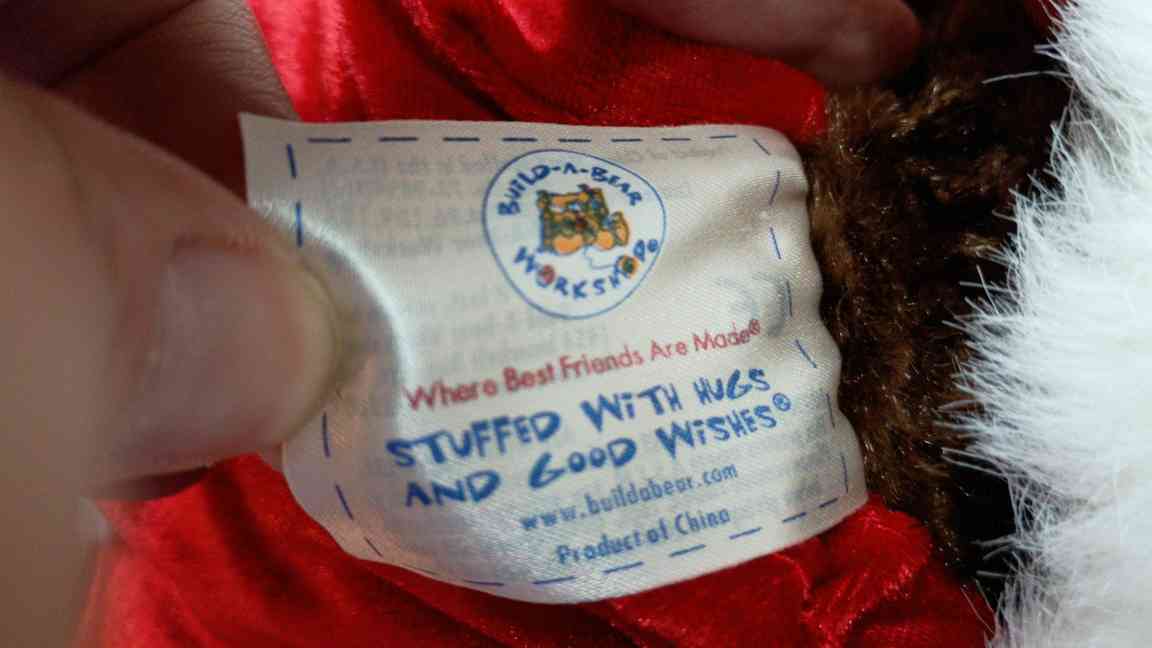 BUILD-A-BEAR
WORKSHOP®
Where Best Friends Are Made®
STUFFED WITH HUGS
AND GOOD WISHES®
www.buildabear.com
Product of China